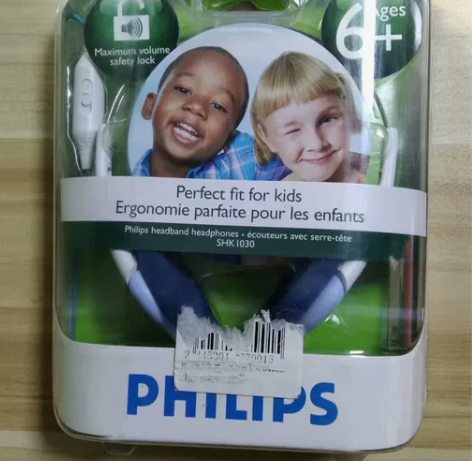 Maximum volume
safety lock
6+
ges
Perfect fit for kids
Ergonomie parfaite pour les enfants
Philips headband headphones • écouteurs avec serre-tête
SHK1030
PHILIPS